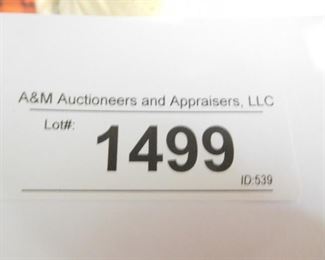 A&M Auctioneers and Appraisers, LLC
Lot#:
1499
ID:539